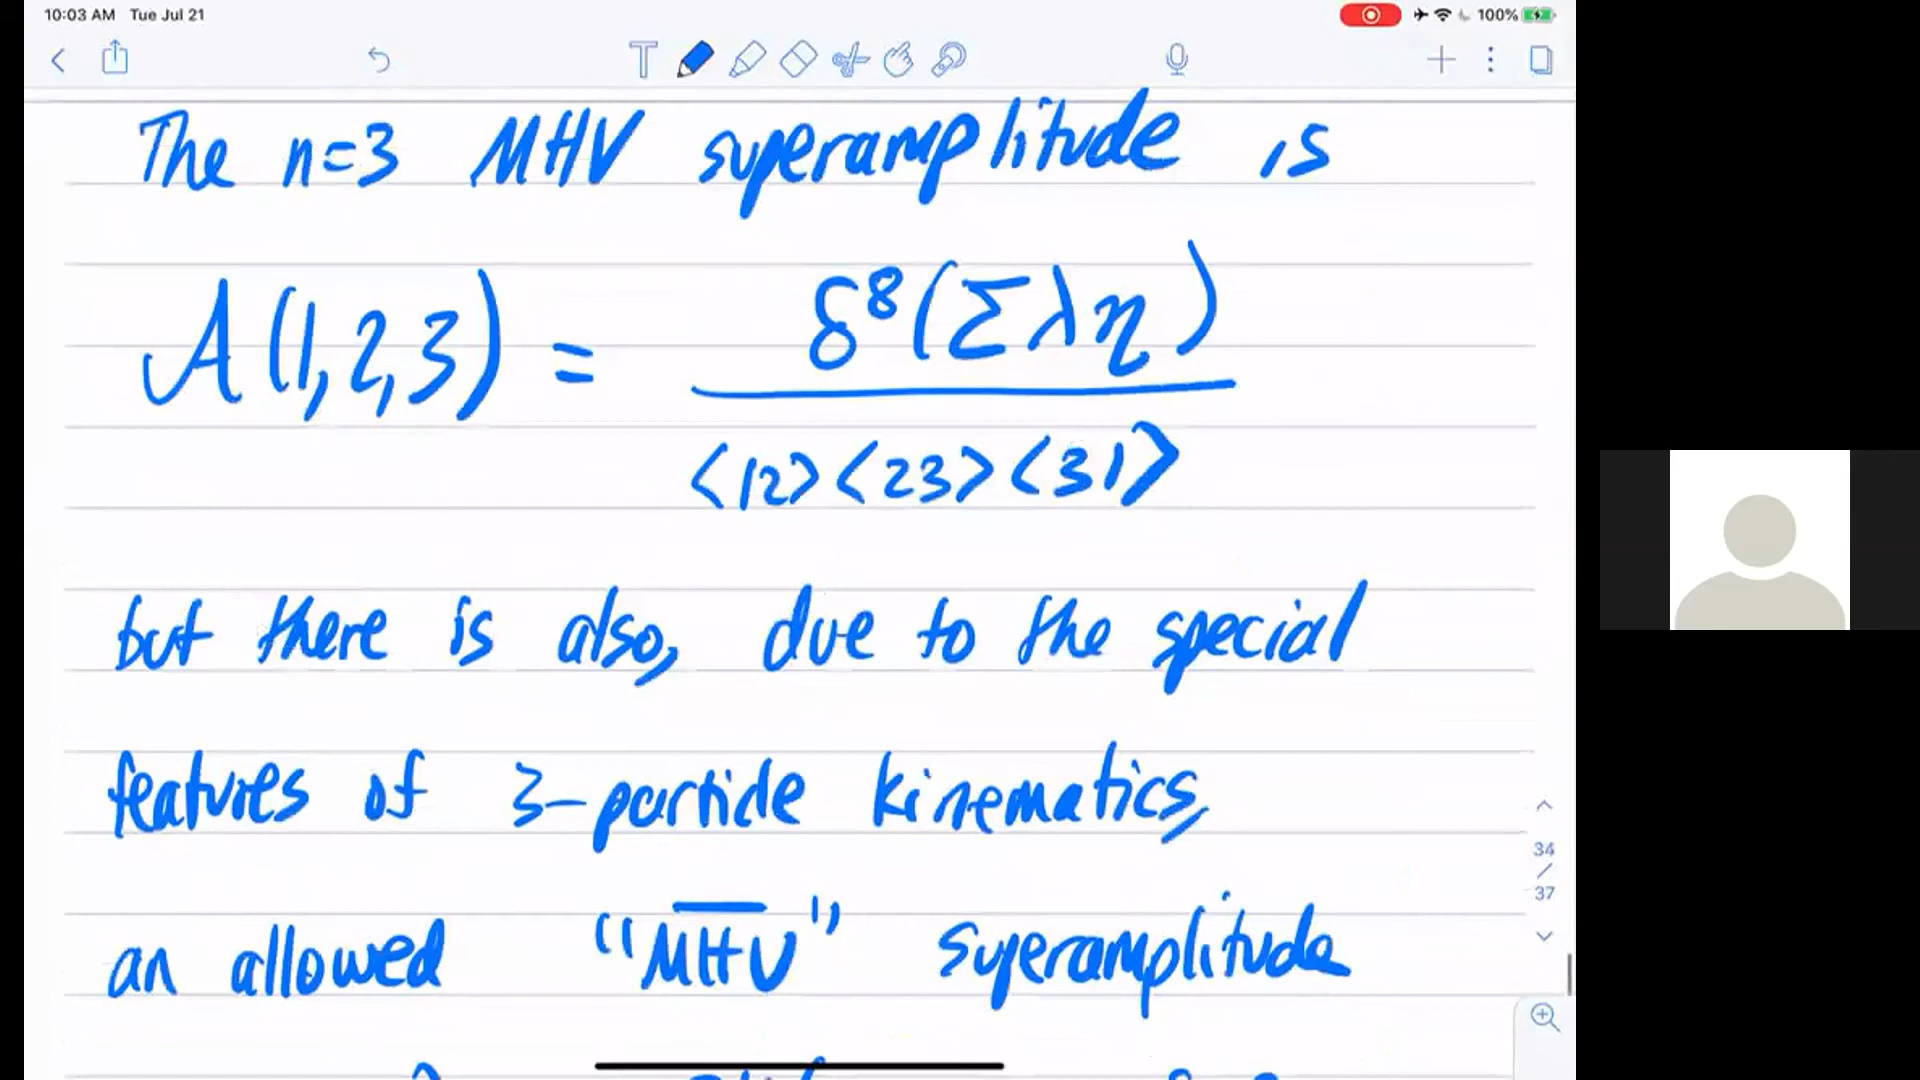 10:03 AM Tue Jul 21
100%
The n=3 MHV superamplitude is
A(1,2,3) = δ⁸(Σλη) / ⟨12⟩⟨23⟩⟨31⟩
but there is also, due to the special
features of 3-particle kinematics,
an allowed "M̅H̅V̅" superamplitude
34
/
37